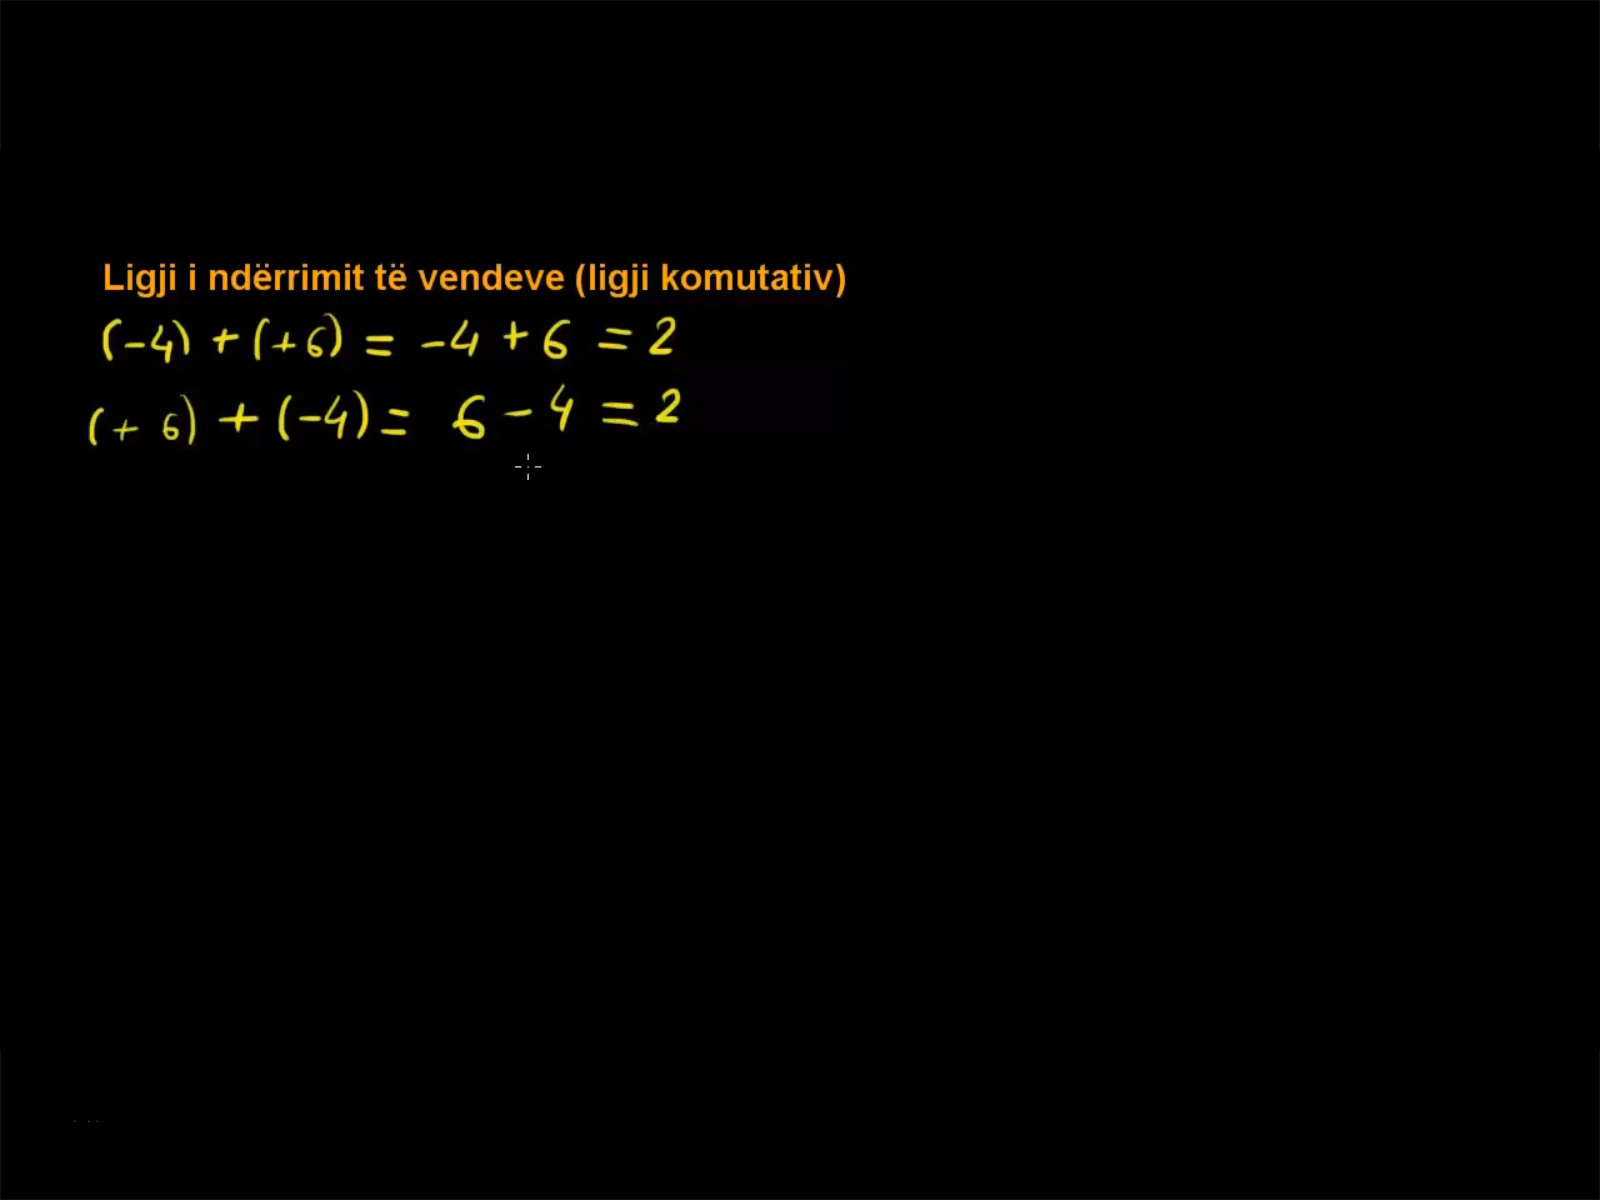 Ligji i ndërrimit të vendeve (ligji komutativ)
(-4) + (+6) = -4 + 6 = 2
(+ 6) + (-4) = 6 - 4 = 2